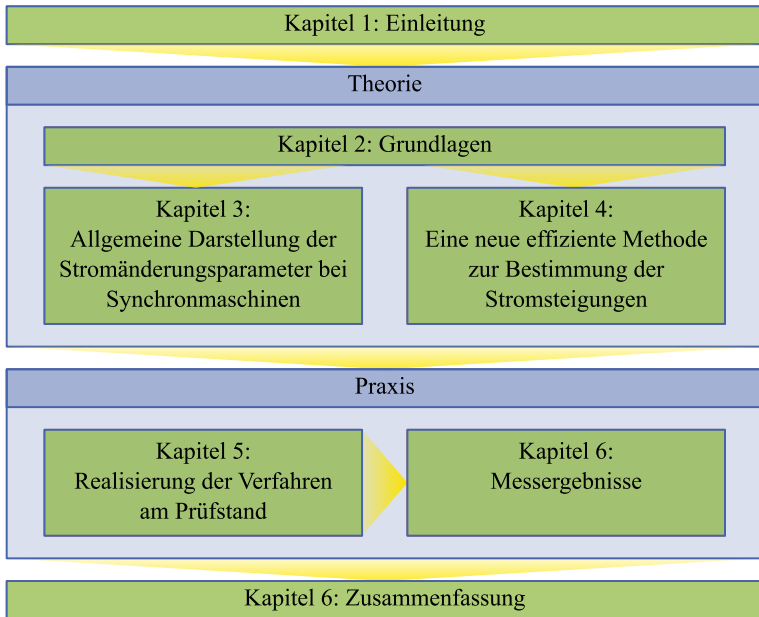 Kapitel 1: Einleitung
Theorie
Kapitel 2: Grundlagen
Kapitel 3:
Allgemeine Darstellung der
Stromänderungsparameter bei
Synchronmaschinen
Kapitel 4:
Eine neue effiziente Methode
zur Bestimmung der
Stromsteigungen
Praxis
Kapitel 5:
Realisierung der Verfahren
am Prüfstand
Kapitel 6:
Messergebnisse
Kapitel 6: Zusammenfassung